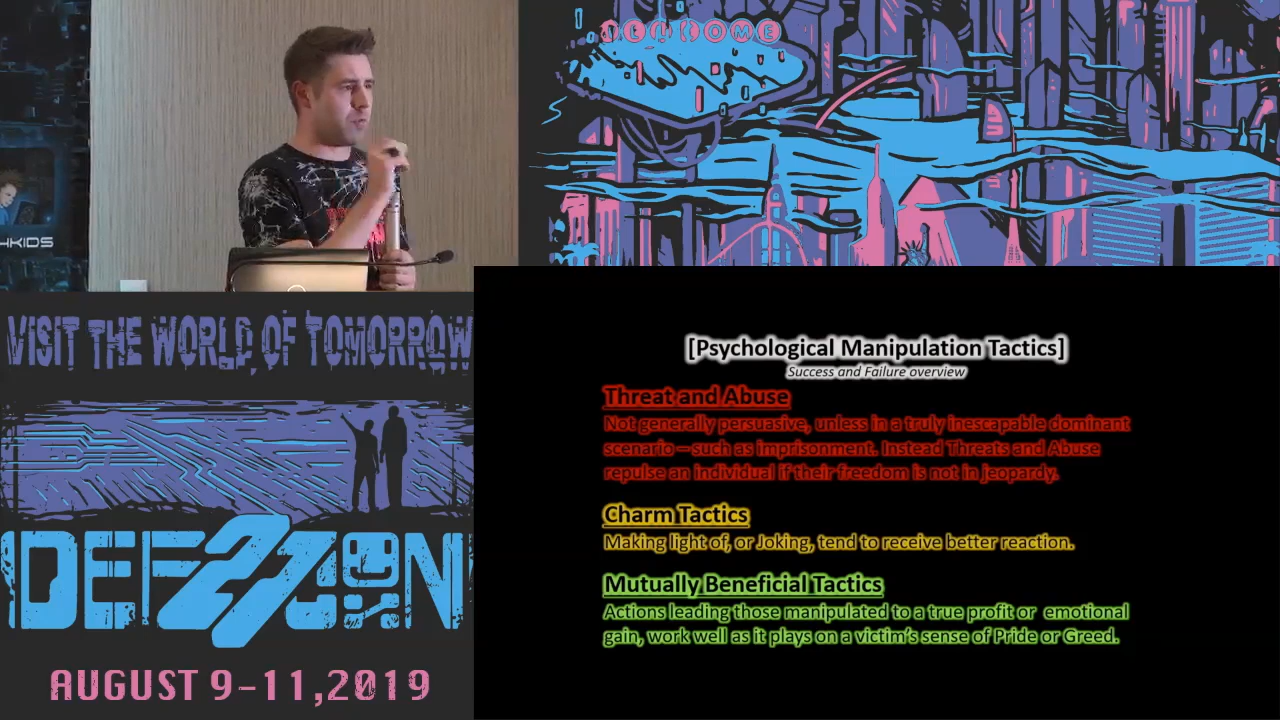 WELCOME
4KIDS
VISIT THE WORLD OF TOMORROW
DEF 27 CON
AUGUST 9-11,2019
[Psychological Manipulation Tactics]
Success and Failure overview
Threat and Abuse
Not generally persuasive, unless in a truly inescapable dominant
scenario – such as imprisonment. Instead Threats and Abuse
repulse an individual if their freedom is not in jeopardy.
Charm Tactics
Making light of, or Joking, tend to receive better reaction.
Mutually Beneficial Tactics
Actions leading those manipulated to a true profit or emotional
gain, work well as it plays on a victim's sense of Pride or Greed.